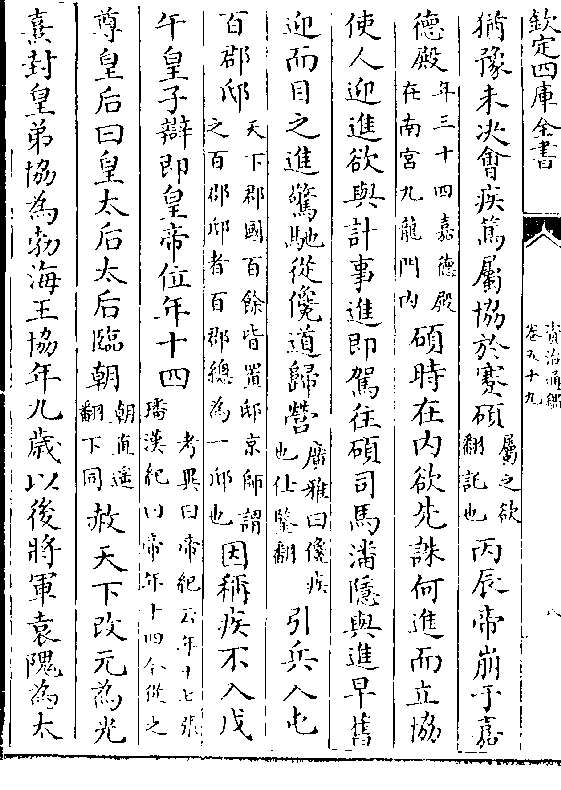 欽定四庫全書
資治通鑑
卷五十九
八
猶豫未決會疾篤屬協於蹇碩屬之欲翻託也丙辰帝崩于嘉
德殿年三十四嘉德殿在南宮九龍門内碩時在内欲先誅何進而立協
使人迎進欲與計事進即駕往碩司馬潘隱與進早舊
迎而目之進驚馳從儳道歸營廣雅曰儳疾也仕鑒翻引兵入屯
百郡邸天下郡國百餘皆置邸京師謂之百郡邸者百郡總為一邸也因稱疾不入戊
午皇子辯即皇帝位年十四考異曰帝紀云年十七張璠漢紀曰帝年十四今從之
尊皇后曰皇太后太后臨朝朝直遥翻下同赦天下改元為光
熹封皇弟協為勃海王協年九歲以後將軍袁隗為太